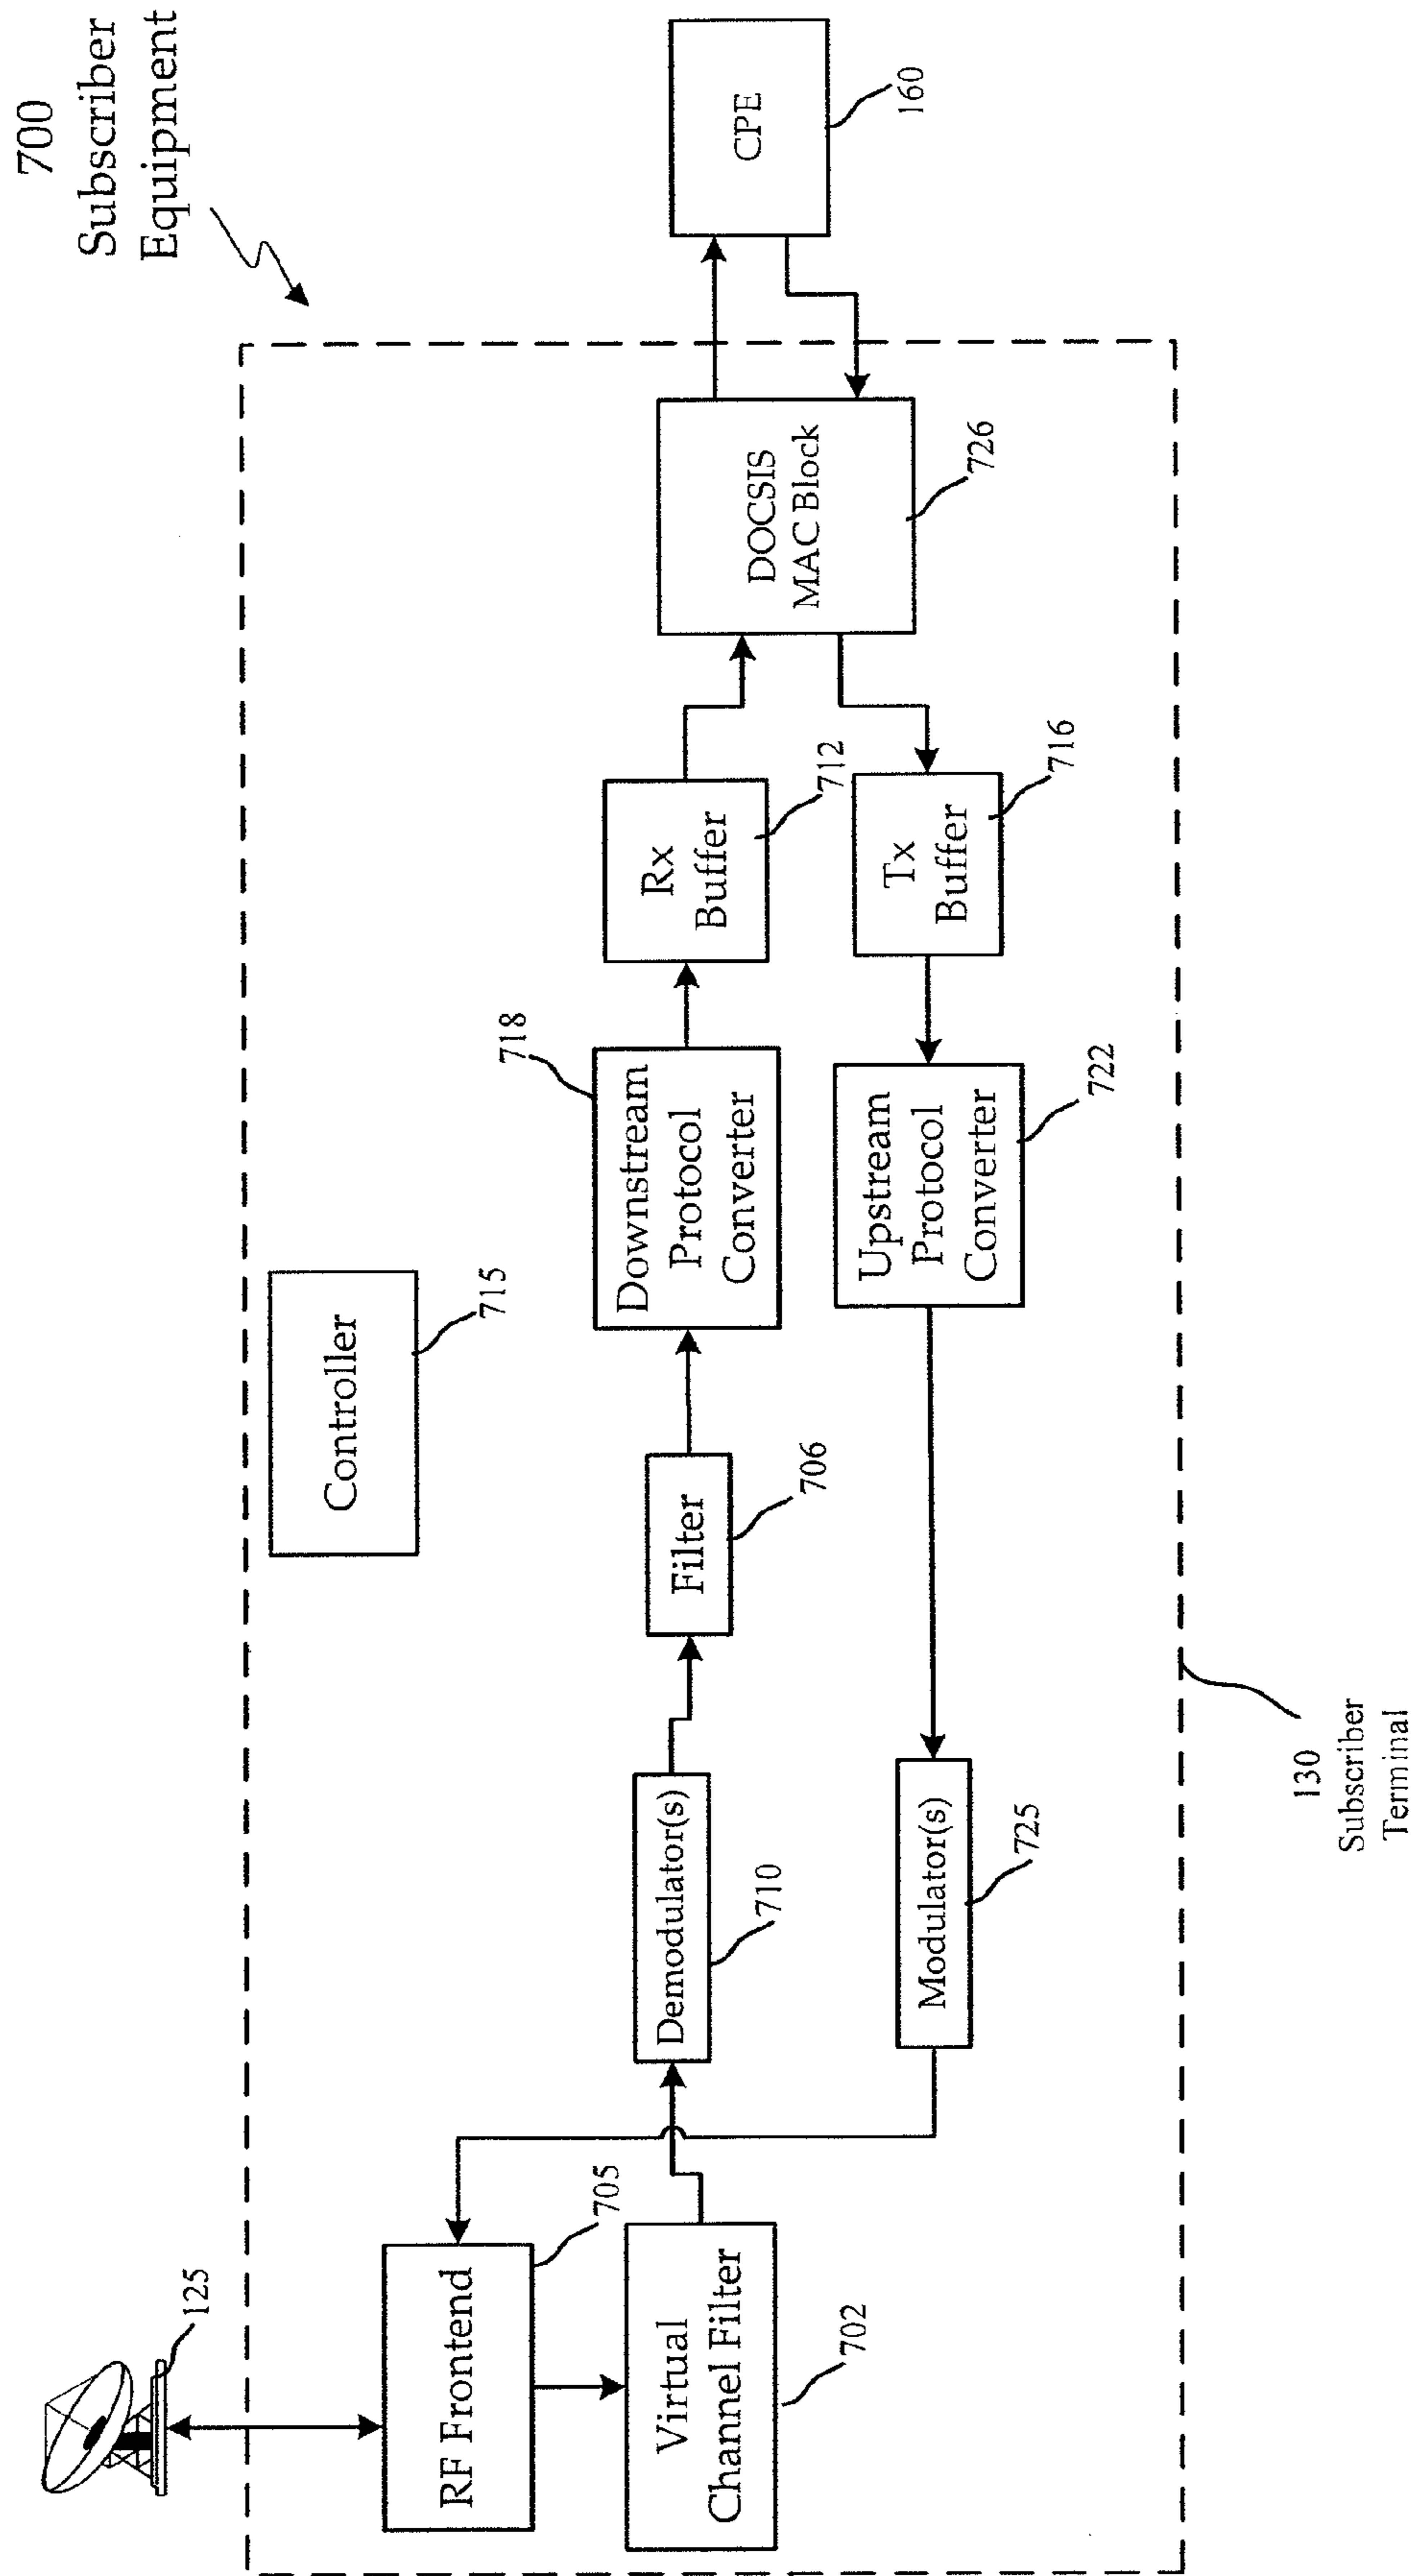 700
Subscriber
Equipment
125
RF Frontend
705
Virtual
Channel Filter
702
Demodulator(s)
710
Filter
706
Controller
715
Downstream
Protocol
Converter
718
Rx
Buffer
712
DOCSIS
MAC Block
726
CPE
160
Tx
Buffer
716
Upstream
Protocol
Converter
722
Modulator(s)
725
130
Subscriber
Terminal